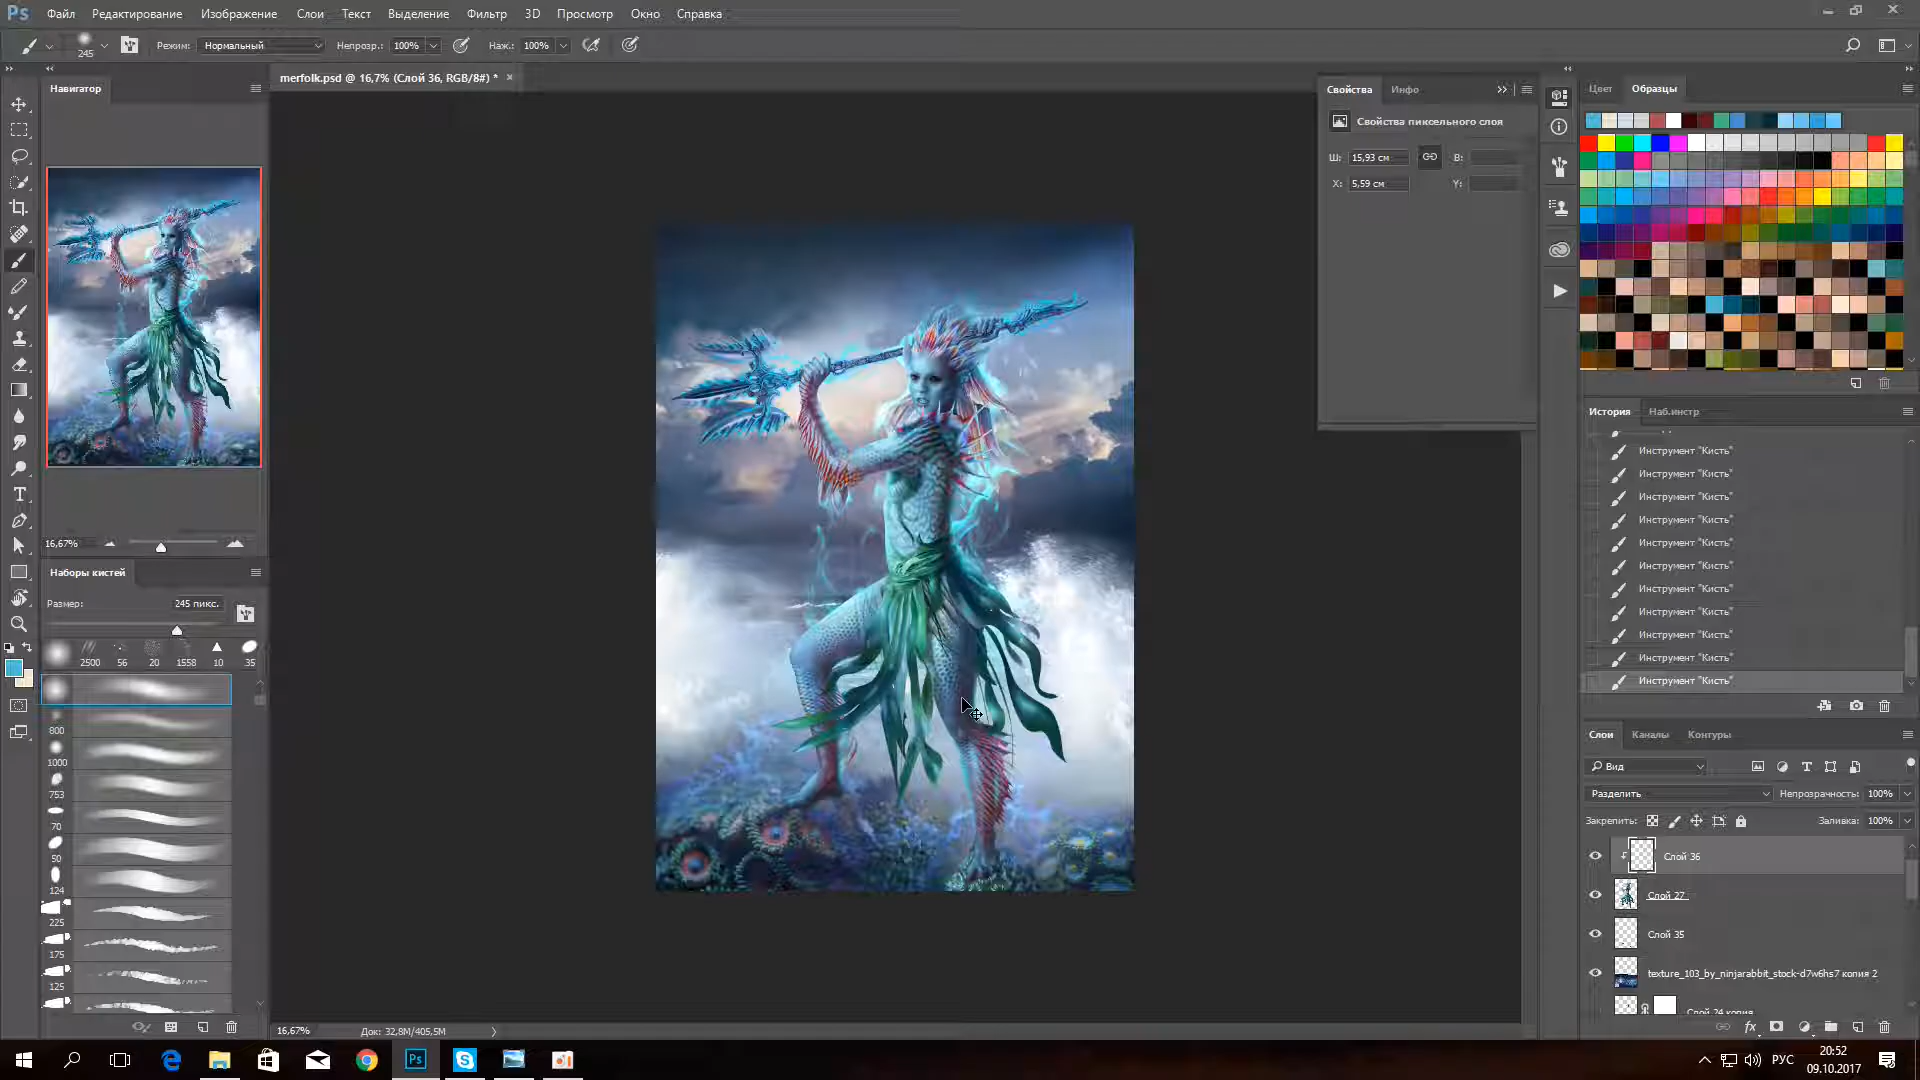 Ps Файл Редактирование Изображение Слои Текст Выделение Фильтр 3D Просмотр Окно Справка
245 Режим: Нормальный Непрозр.: 100% Наж.: 100%
merfolk.psd @ 16,7% (Слой 36, RGB/8#) * ×
Навигатор
16,67%
Наборы кистей
Размер: 245 пикс.
2500 56 20 1558 10 35
800
1000
753
70
50
124
225
175
125
16,67% Док: 32,8M/405,5M
Свойства Инфо
Свойства пиксельного слоя
Ш: 15,93 см В:
X: 5,59 см Y:
Цвет Образцы
История Наб.инстр
Инструмент "Кисть"
Инструмент "Кисть"
Инструмент "Кисть"
Инструмент "Кисть"
Инструмент "Кисть"
Инструмент "Кисть"
Инструмент "Кисть"
Инструмент "Кисть"
Инструмент "Кисть"
Инструмент "Кисть"
Инструмент "Кисть"
Слои Каналы Контуры
Вид
Разделить Непрозрачность: 100%
Закрепить: Заливка: 100%
Слой 36
Слой 27
Слой 35
texture_103_by_ninjarabbit_stock-d7w6hs7 копия 2
Слой 24 копия
РУС 20:52
09.10.2017